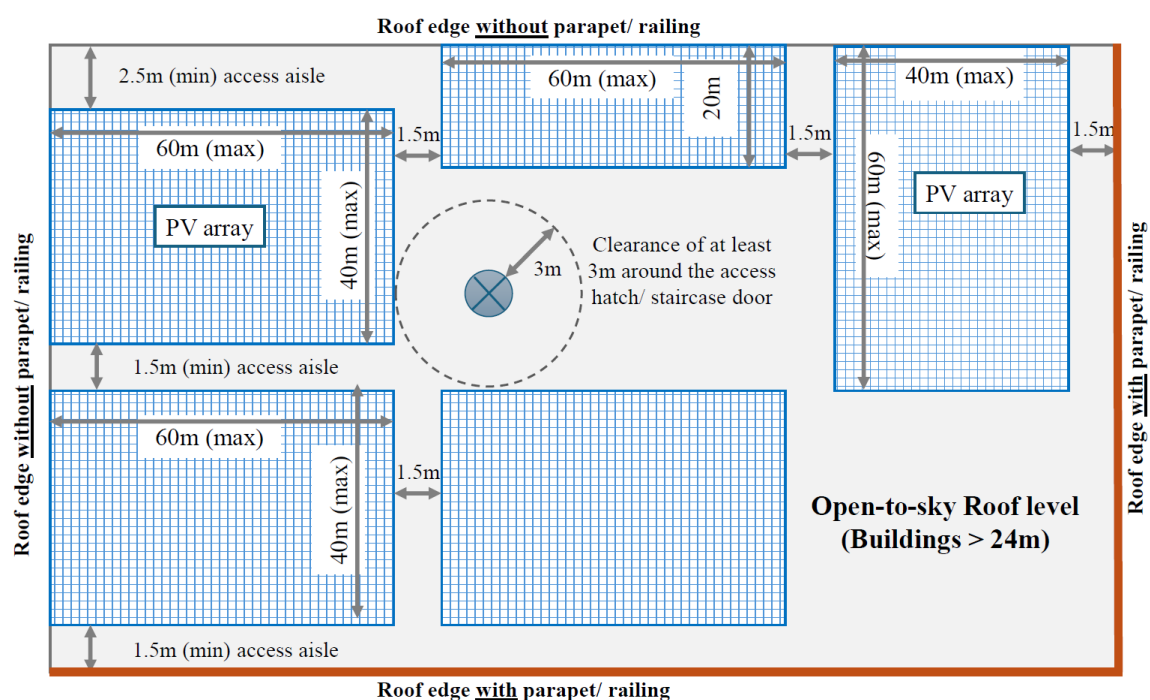 Roof edge without parapet/ railing
2.5m (min) access aisle
60m (max)
20m
40m (max)
1.5m
1.5m
1.5m
60m (max)
40m (max)
PV array
60m (max)
PV array
Roof edge without parapet/ railing
Roof edge with parapet/ railing
3m
Clearance of at least
3m around the access
hatch/ staircase door
1.5m (min) access aisle
60m (max)
40m (max)
1.5m
Open-to-sky Roof level
(Buildings > 24m)
1.5m (min) access aisle
Roof edge with parapet/ railing